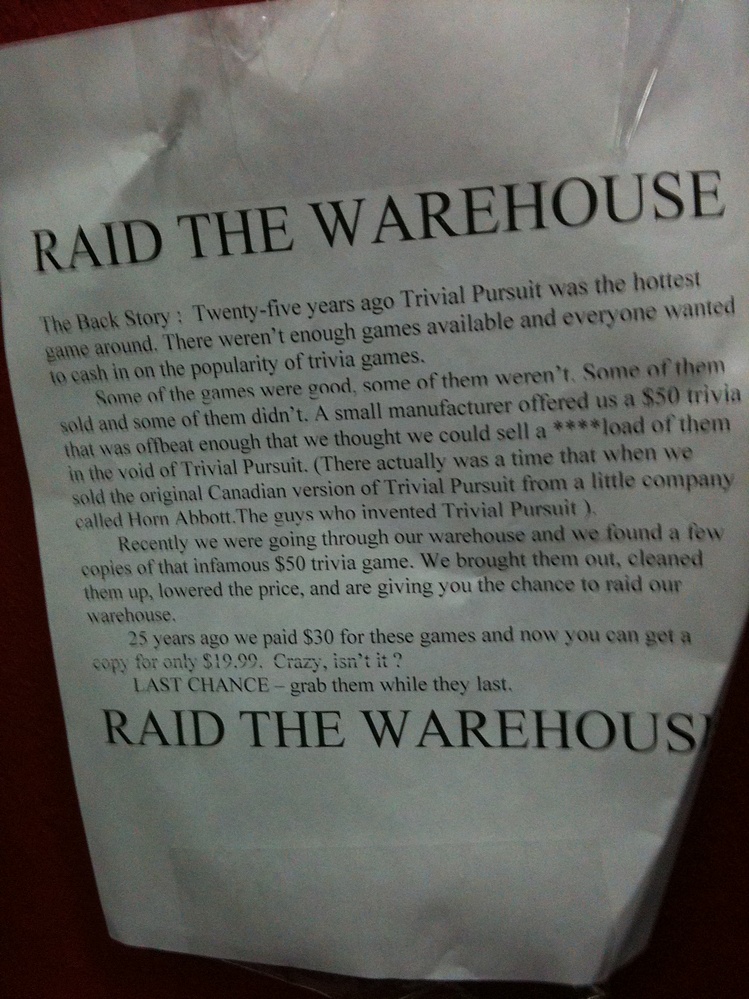 RAID THE WAREHOUSE
The Back Story : Twenty-five years ago Trivial Pursuit was the hottest
game around. There weren't enough games available and everyone wanted
to cash in on the popularity of trivia games.
Some of the games were good, some of them weren't. Some of them
sold and some of them didn't. A small manufacturer offered us a $50 trivia
that was offbeat enough that we thought we could sell a ****load of them
in the void of Trivial Pursuit. (There actually was a time that when we
sold the original Canadian version of Trivial Pursuit from a little company
called Horn Abbott.The guys who invented Trivial Pursuit ).
Recently we were going through our warehouse and we found a few
copies of that infamous $50 trivia game. We brought them out, cleaned
them up, lowered the price, and are giving you the chance to raid our
warehouse.
25 years ago we paid $30 for these games and now you can get a
copy for only $19.99. Crazy, isn't it ?
LAST CHANCE – grab them while they last.
RAID THE WAREHOUSE